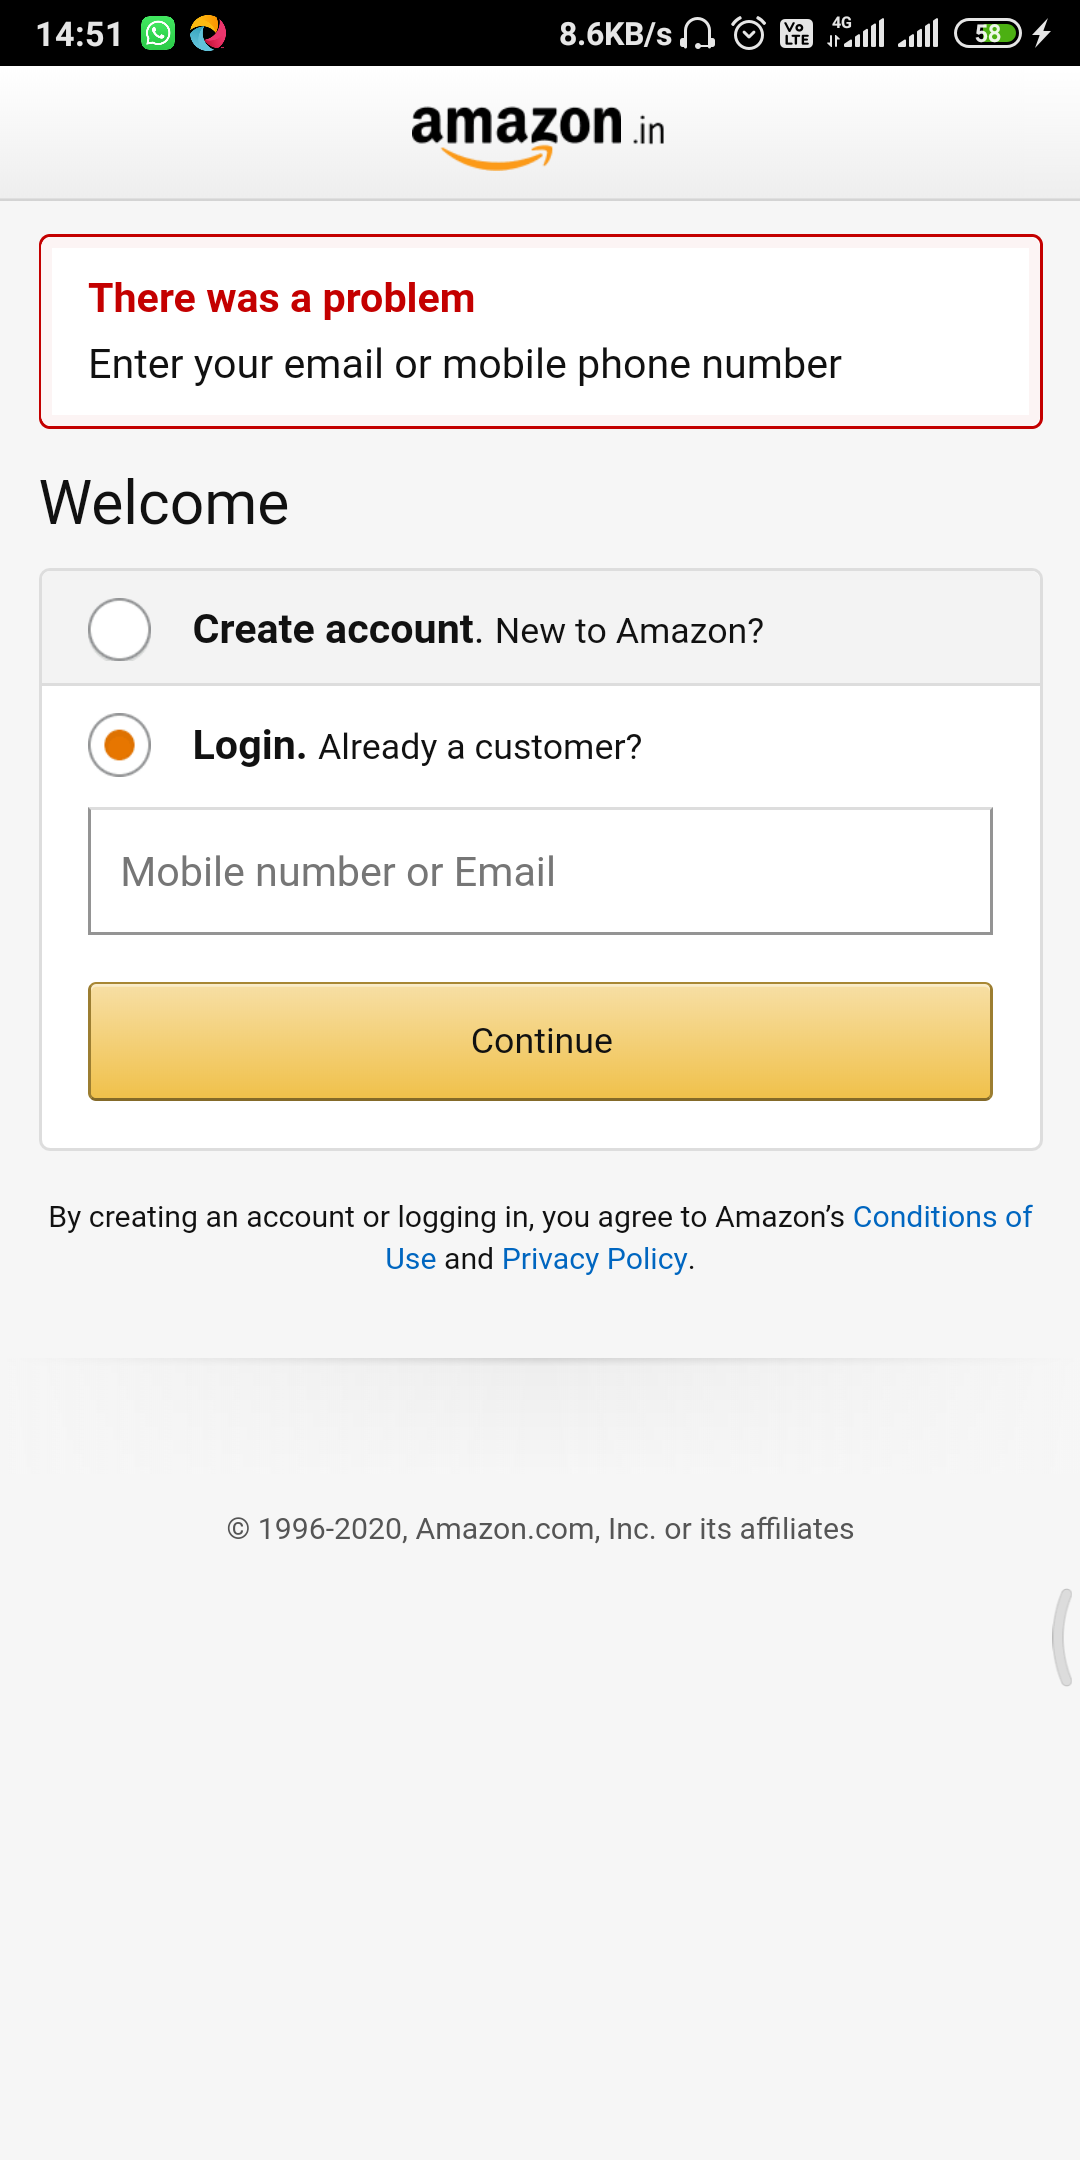 14:51 8.6KB/s Vo LTE 4G 58
amazon.in
There was a problem
Enter your email or mobile phone number
Welcome
Create account. New to Amazon?
Login. Already a customer?
Mobile number or Email
Continue
By creating an account or logging in, you agree to Amazon’s Conditions of
Use and Privacy Policy.
© 1996-2020, Amazon.com, Inc. or its affiliates